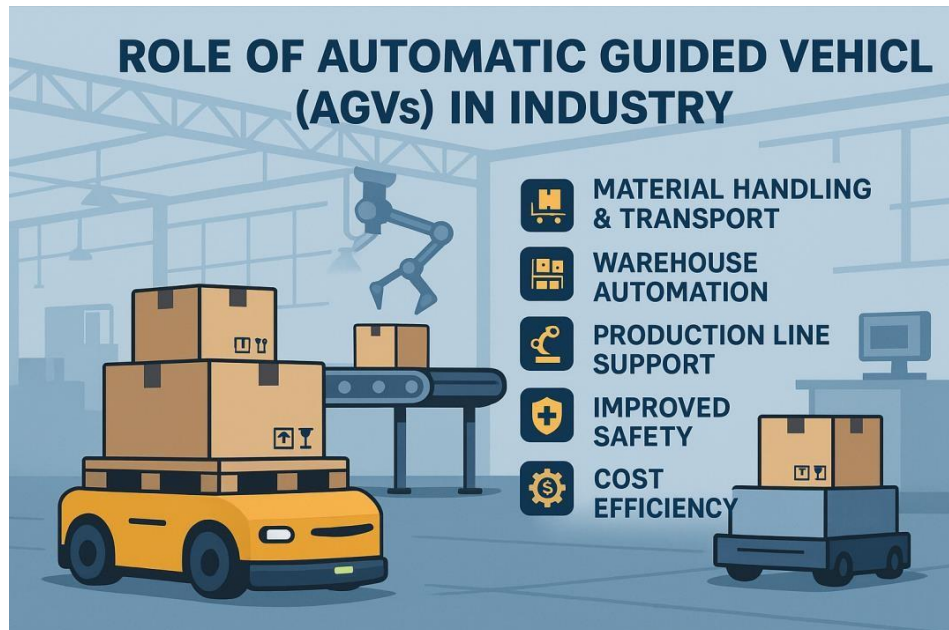 ROLE OF AUTOMATIC GUIDED VEHICL
(AGVs) IN INDUSTRY
MATERIAL HANDLING
& TRANSPORT
WAREHOUSE
AUTOMATION
PRODUCTION LINE
SUPPORT
IMPROVED
SAFETY
$
COST
EFFICIENCY